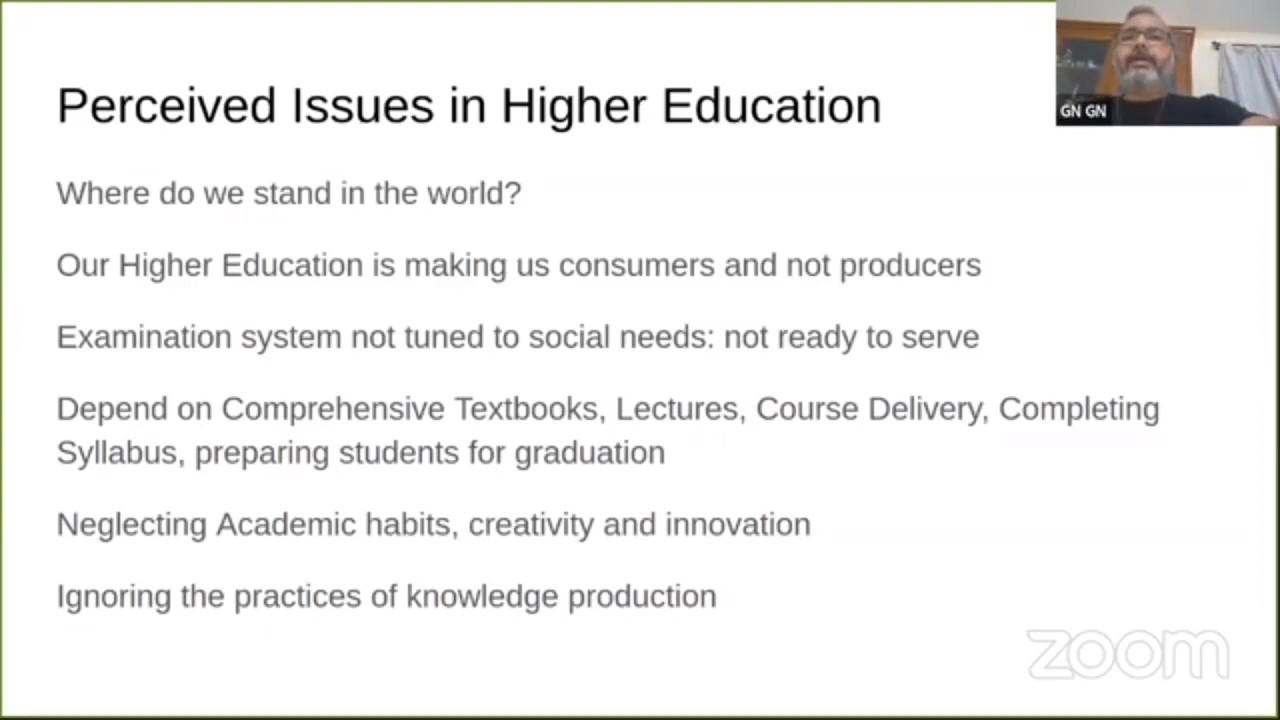 Perceived Issues in Higher Education
GN GN
Where do we stand in the world?
Our Higher Education is making us consumers and not producers
Examination system not tuned to social needs: not ready to serve
Depend on Comprehensive Textbooks, Lectures, Course Delivery, Completing
Syllabus, preparing students for graduation
Neglecting Academic habits, creativity and innovation
Ignoring the practices of knowledge production
zoom